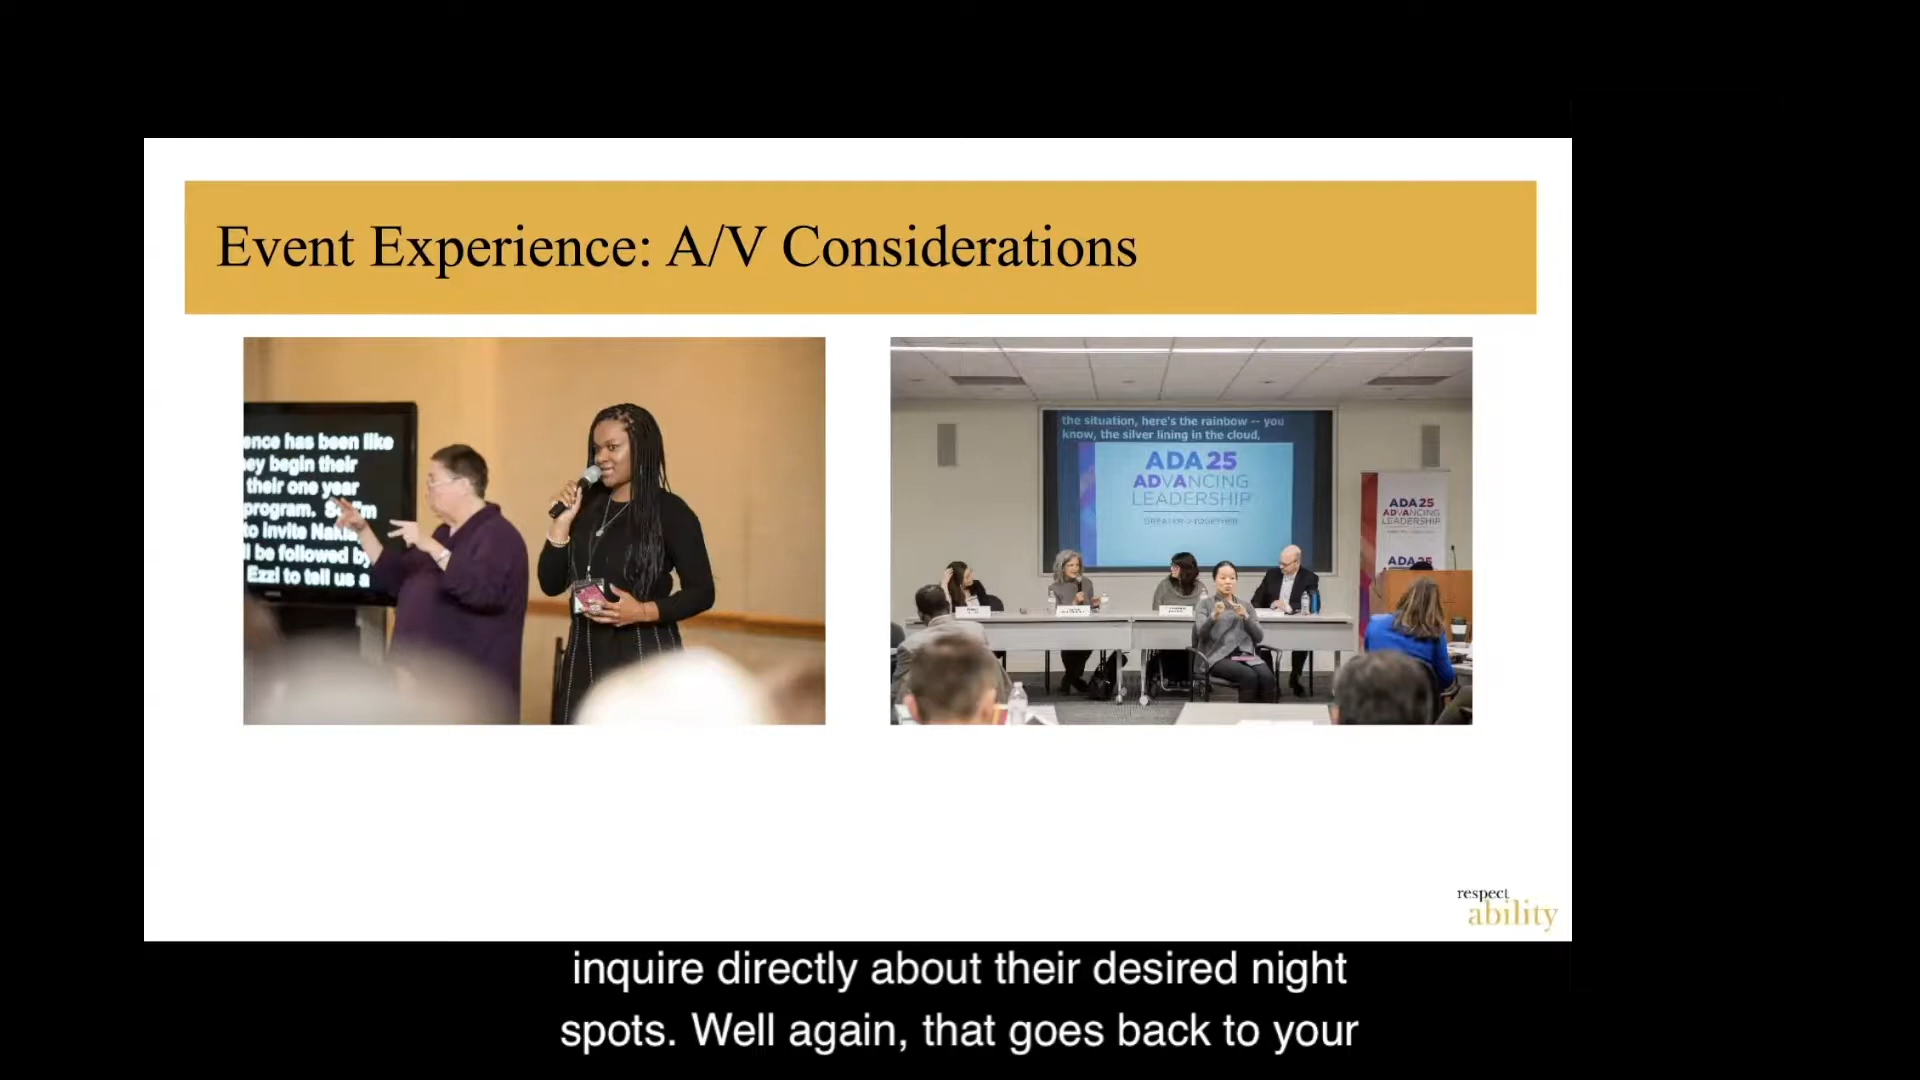 Event Experience: A/V Considerations
ence has been like
ey begin their
their one year
program. So I'm
to invite
l be followed by
Ezzi to tell us a
the situation, here's the rainbow -- you
know, the silver lining in the cloud,
ADA 25
ADVANCING
LEADERSHIP
GREATER TOGETHER
ADA 25
ADVANCING
LEADERSHIP
ADA 25
respect
ability
inquire directly about their desired night
spots. Well again, that goes back to your